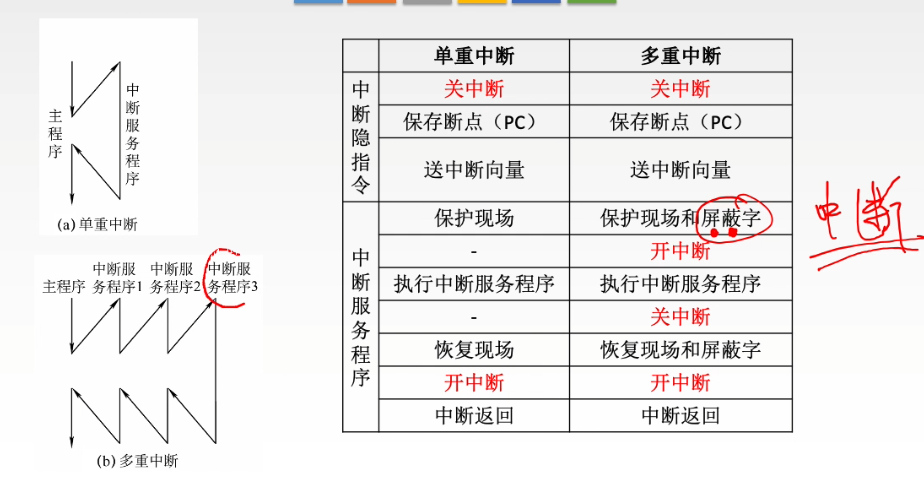 主程序
中断服务程序
(a)单重中断
主程序
中断服
务程序1
中断服
务程序2
中断服
务程序3
(b)多重中断
单重中断 多重中断
中断隐指令
关中断 关中断
保存断点（PC） 保存断点（PC）
送中断向量 送中断向量
中断服务程序
保护现场 保护现场和屏蔽字
- 开中断
执行中断服务程序 执行中断服务程序
- 关中断
恢复现场 恢复现场和屏蔽字
开中断 开中断
中断返回 中断返回
中断